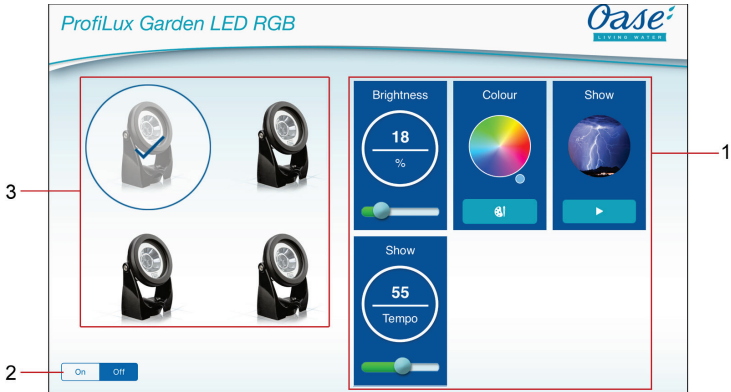 ProfiLux Garden LED RGB
Oase
LIVING WATER
Brightness
18
%
Colour
Show
1
3
Show
55
Tempo
2
On Off